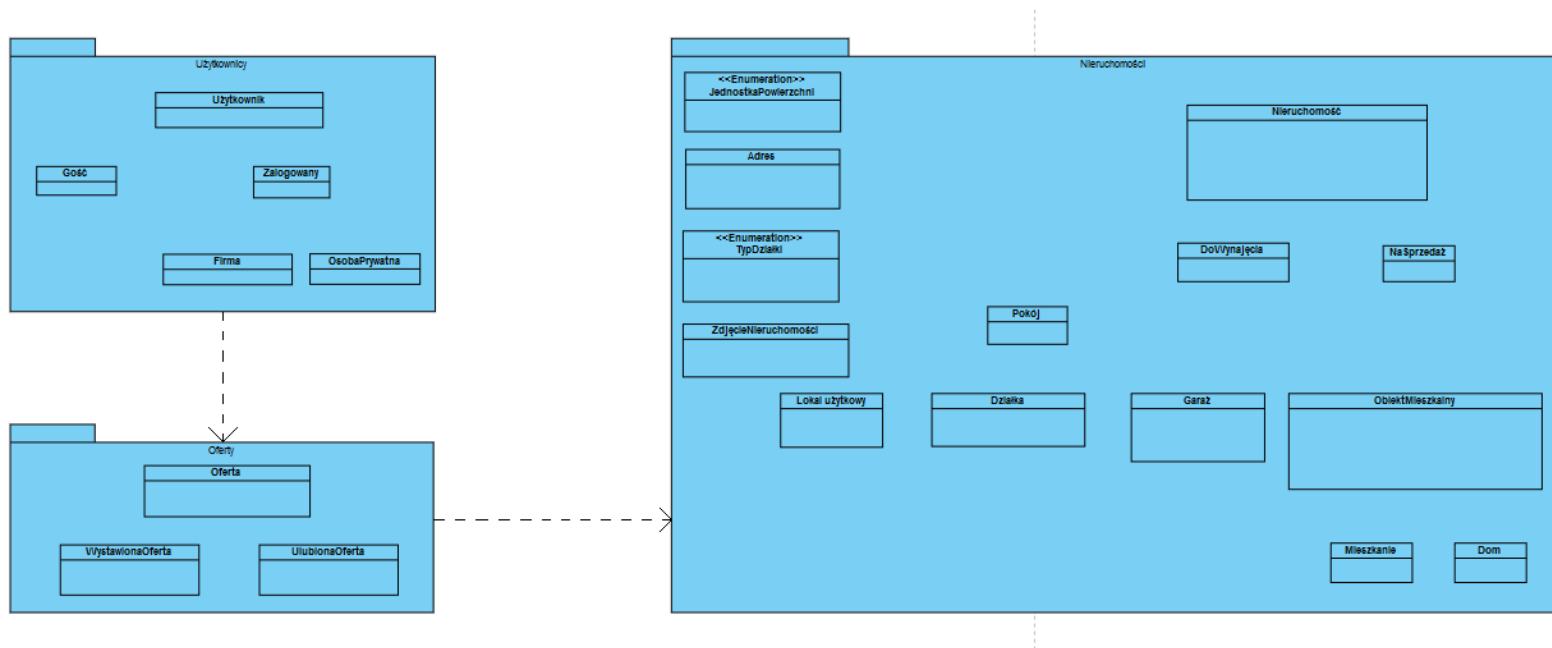 Użytkownicy
Użytkownik
Gość
Zalogowany
Firma
OsobaPrywatna
Oferty
Oferta
WystawionaOferta
UlubionaOferta
Nieruchomości
<<Enumeration>>
JednostkaPowierzchni
Adres
<<Enumeration>>
TypDziałki
ZdjęcieNieruchomości
Nieruchomość
DoWynajęcia
NaSprzedaż
Pokój
Lokal użytkowy
Działka
Garaż
ObiektMieszkalny
Mieszkanie
Dom